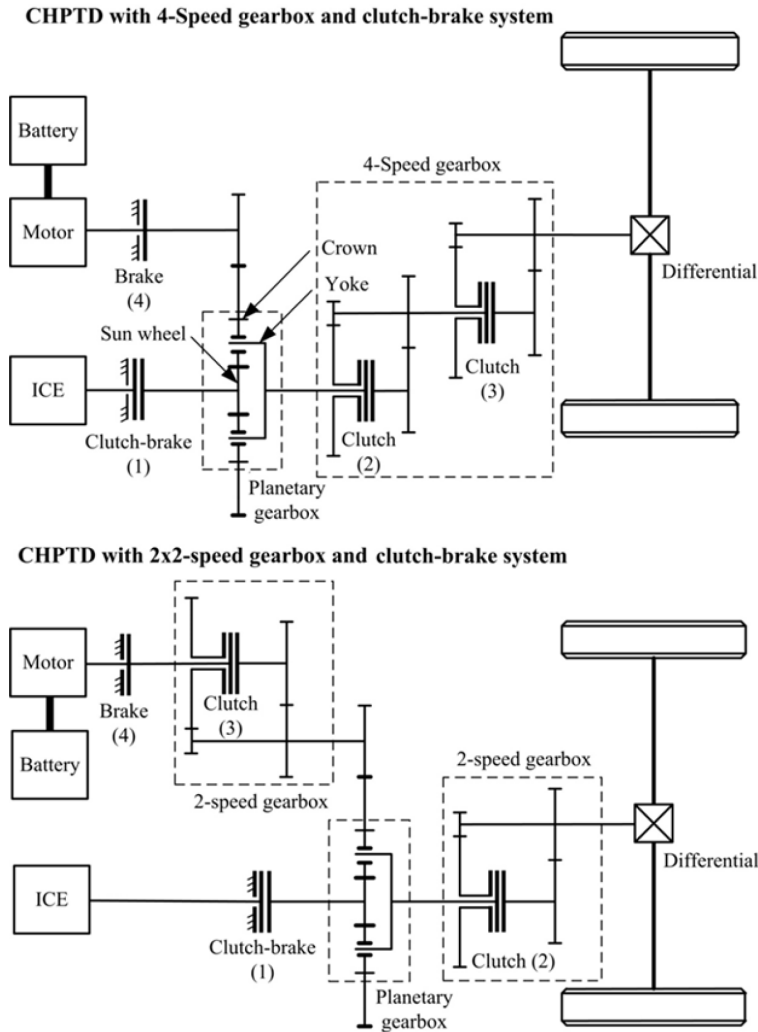 CHPTD with 4-Speed gearbox and clutch-brake system
Battery
4-Speed gearbox
Motor
Crown
Brake
(4)
Yoke
Differential
Sun wheel
ICE
Clutch
(3)
Clutch-brake
(1)
Clutch
(2)
Planetary
gearbox
CHPTD with 2x2-speed gearbox and clutch-brake system
Motor
Clutch
(3)
Brake
(4)
Battery
2-speed gearbox
2-speed gearbox
Differential
ICE
Clutch-brake
(1)
Clutch (2)
Planetary
gearbox